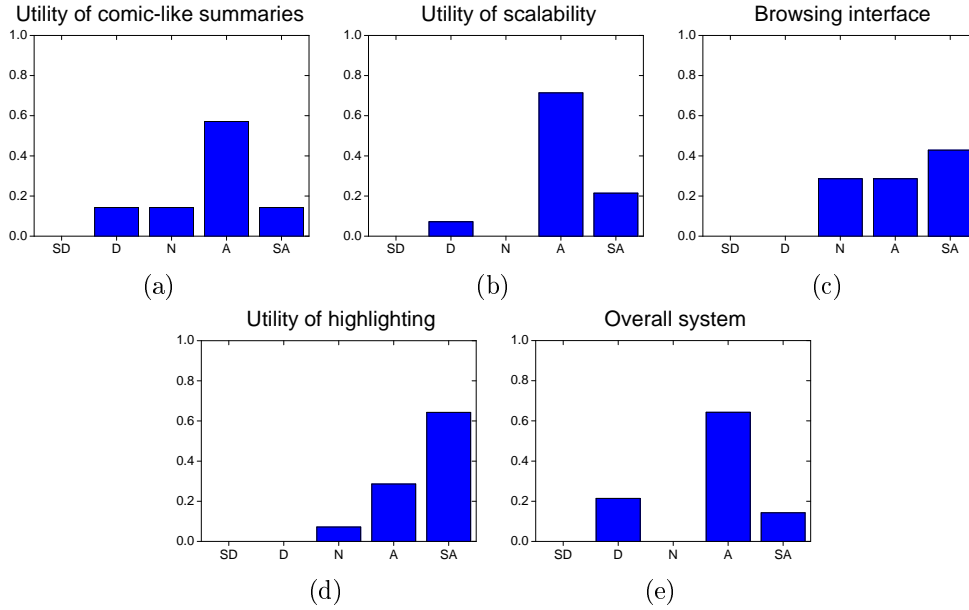 Utility of comic-like summaries
1.0
0.8
0.6
0.4
0.2
0.0
SD D N A SA
(a)
Utility of scalability
1.0
0.8
0.6
0.4
0.2
0.0
SD D N A SA
(b)
Browsing interface
1.0
0.8
0.6
0.4
0.2
0.0
SD D N A SA
(c)
Utility of highlighting
1.0
0.8
0.6
0.4
0.2
0.0
SD D N A SA
(d)
Overall system
1.0
0.8
0.6
0.4
0.2
0.0
SD D N A SA
(e)